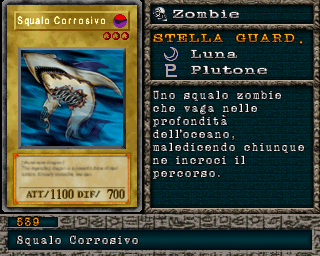 Squalo Corrosivo
ATT/1100 DIF/ 700
Zombie
STELLA GUARD.
Luna
Plutone
Uno squalo zombie
che vaga nelle
profondità
dell'oceano,
maledicendo chiunque
ne incroci il
percorso.
539
Squalo Corrosivo